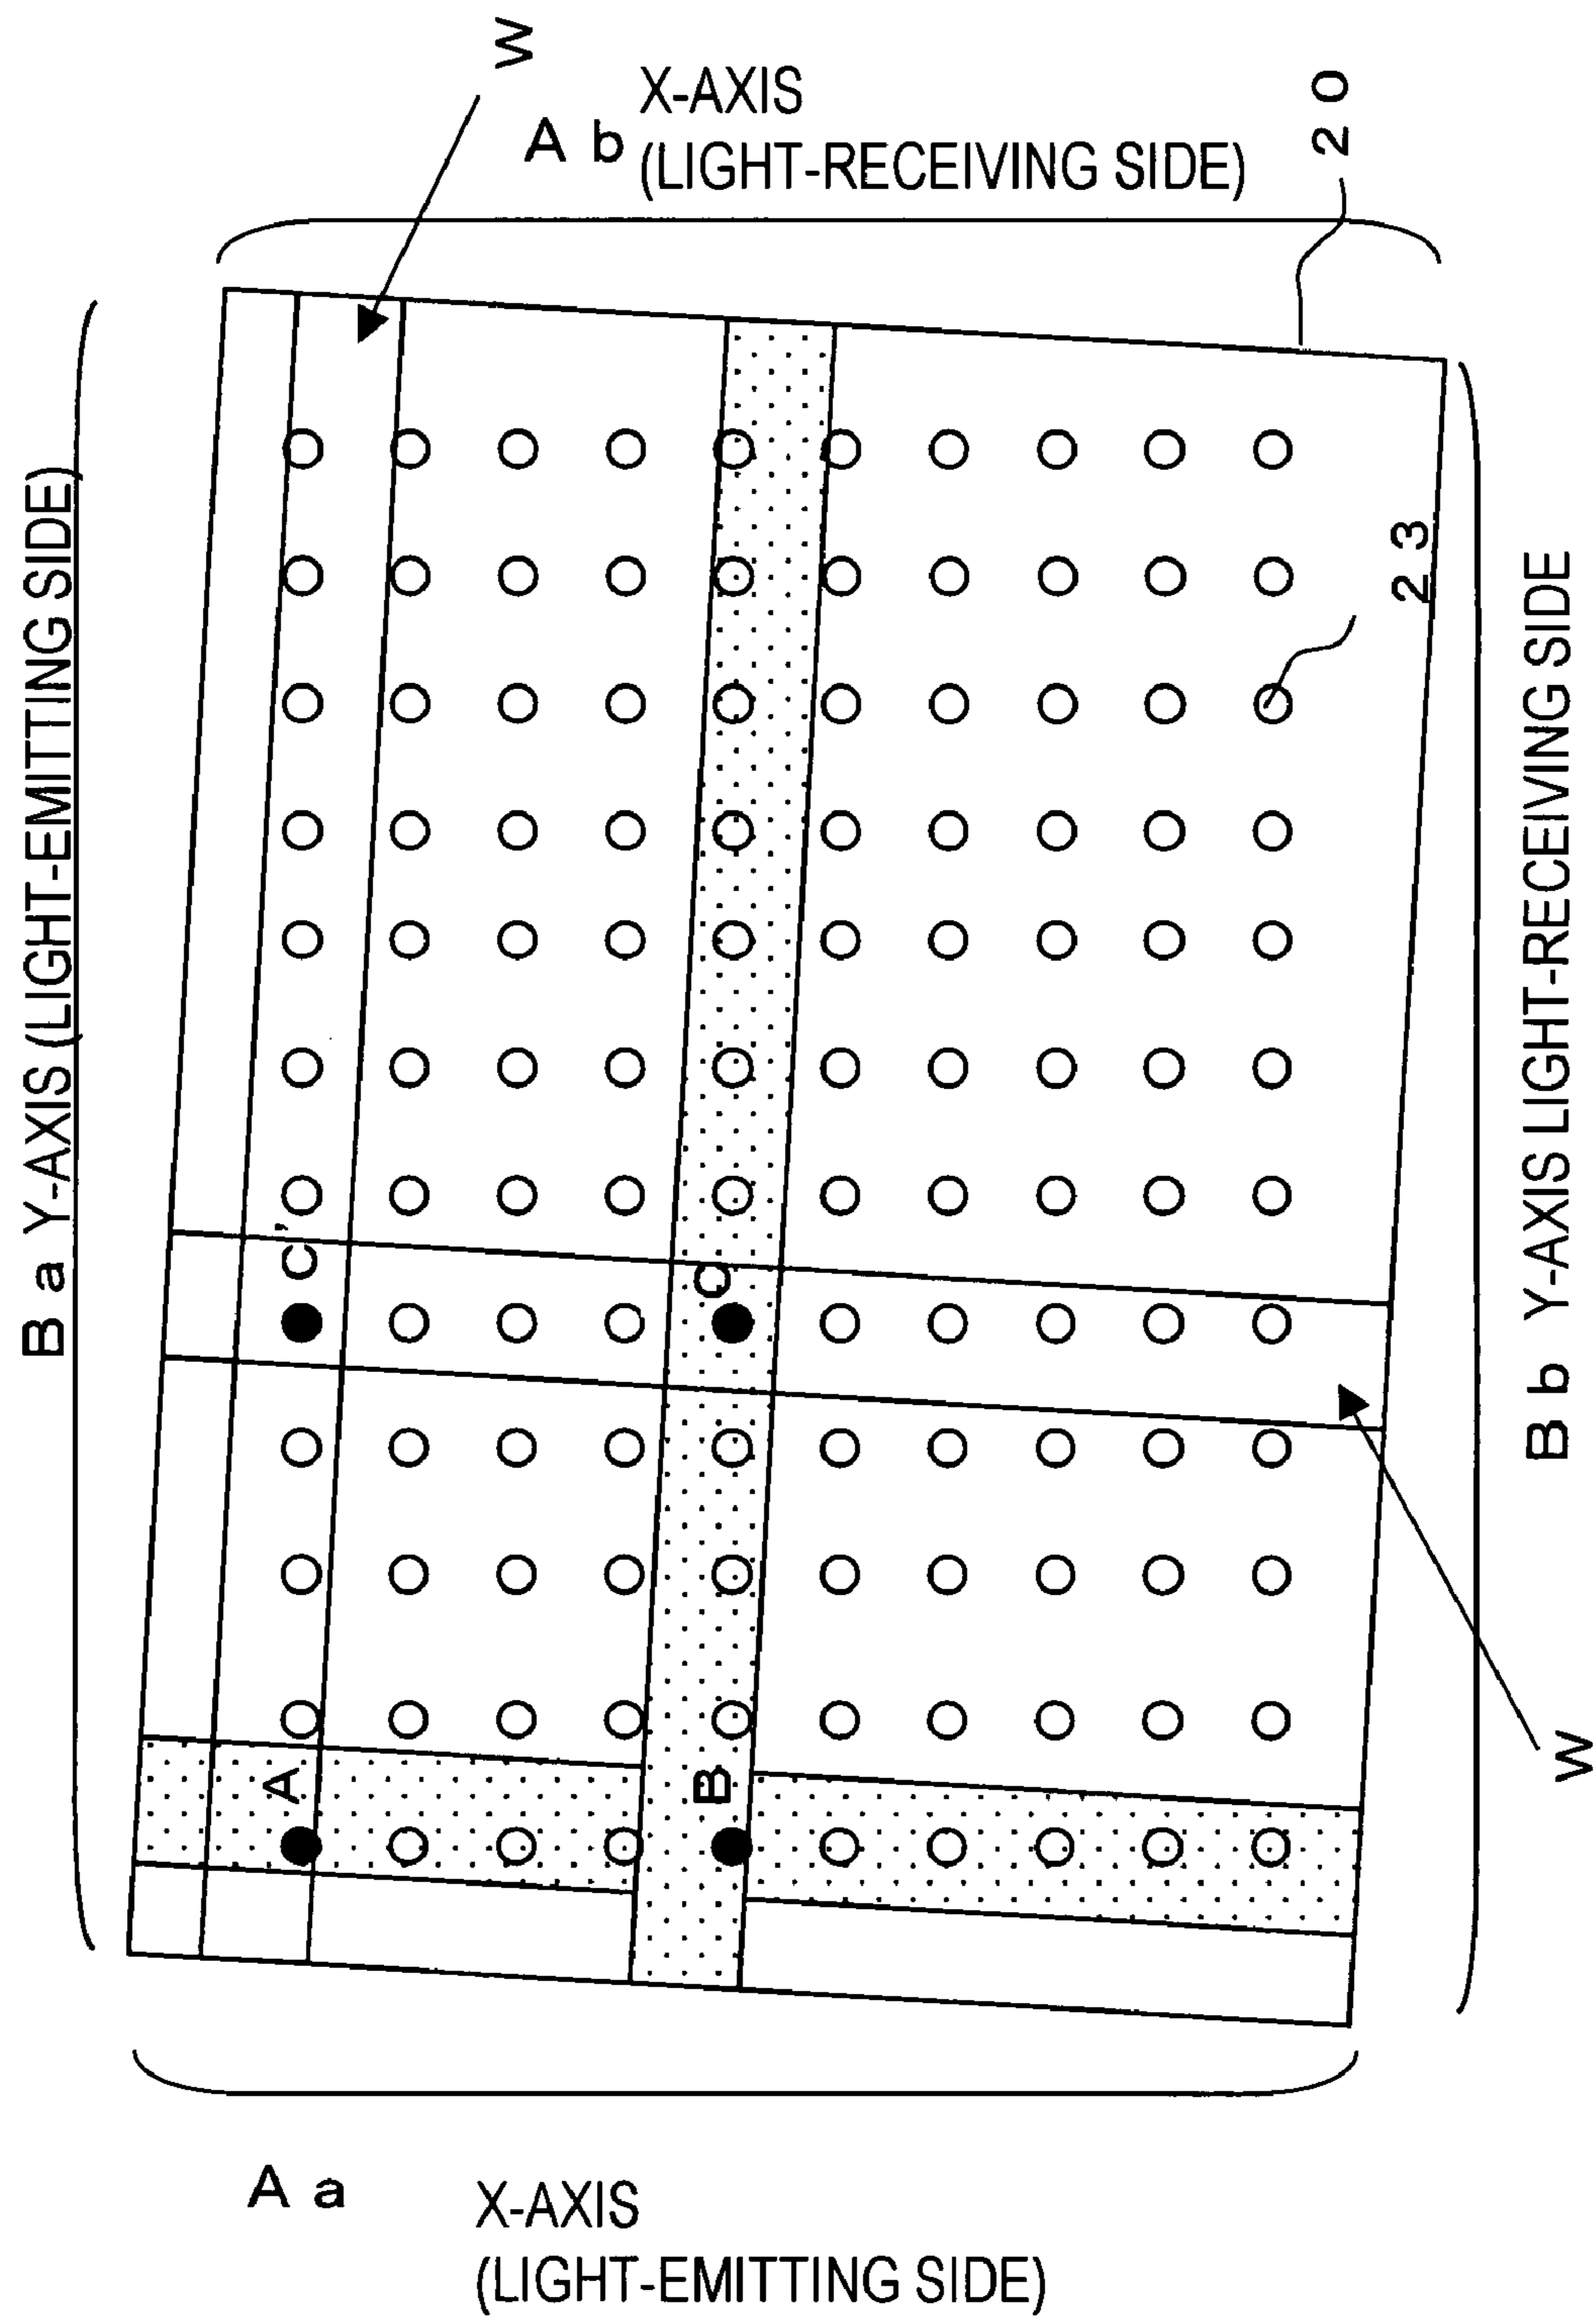 W
X-AXIS
A b
(LIGHT-RECEIVING SIDE)
2 0
B a Y-AXIS (LIGHT-EMITTING SIDE)
2 3
C'
C
A
B
B b Y-AXIS LIGHT-RECEIVING SIDE
W
A a
X-AXIS
(LIGHT-EMITTING SIDE)